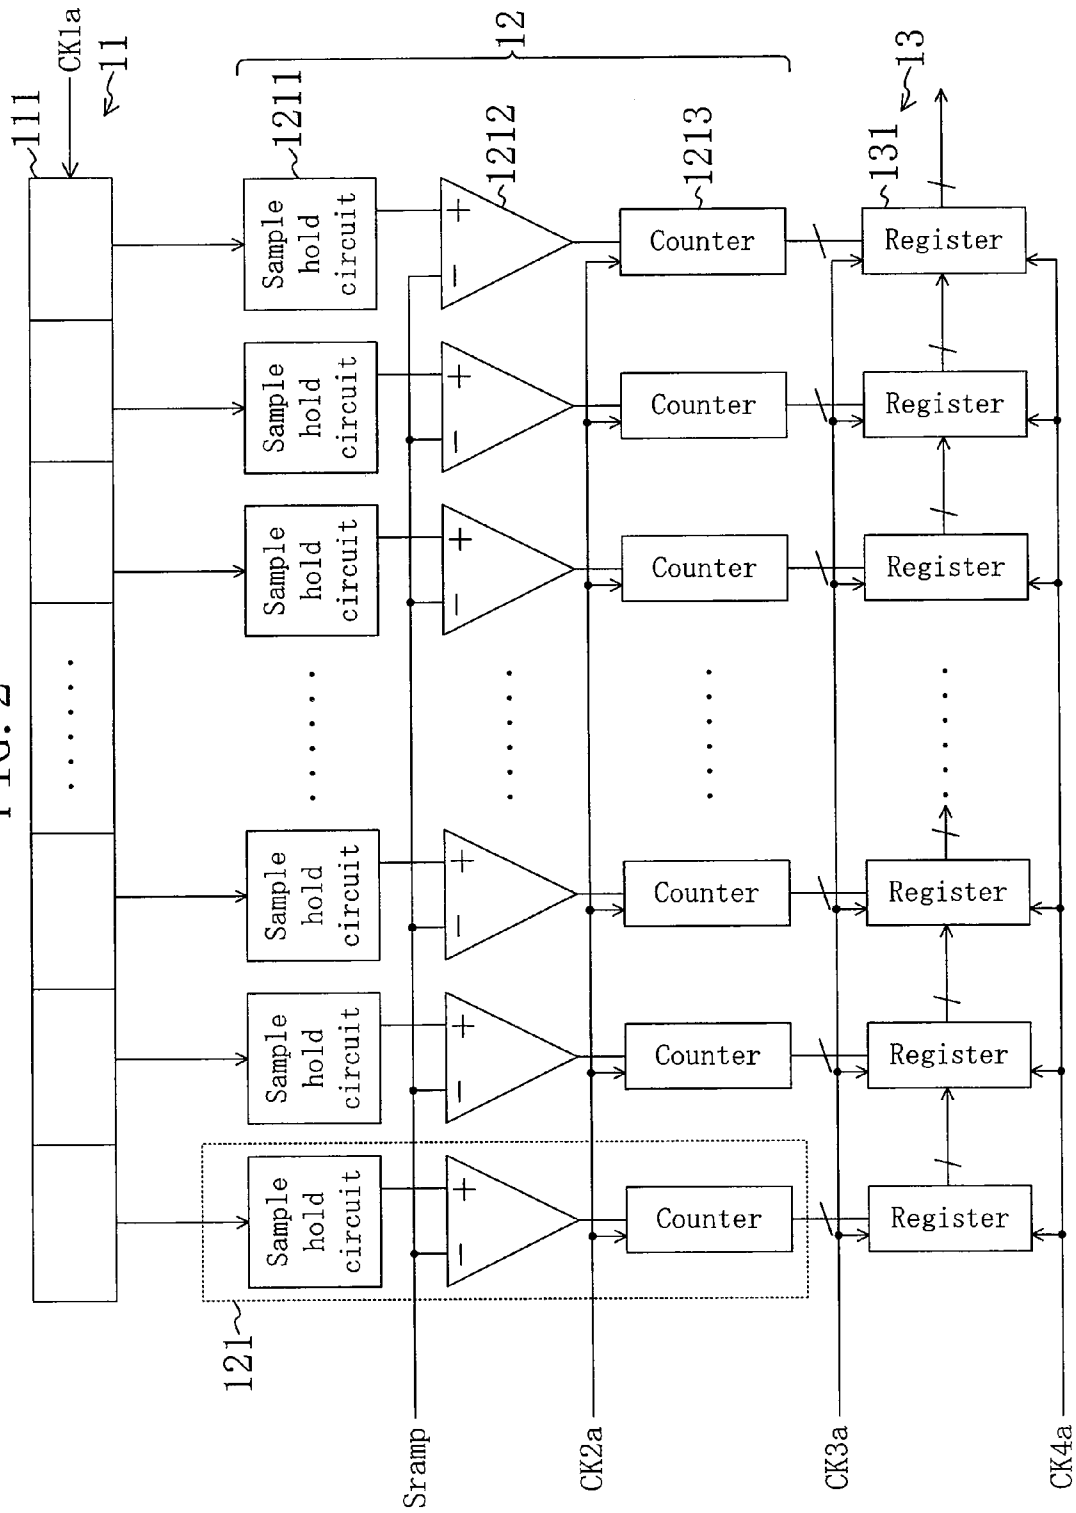 FIG. 2
111
CK1a
11
121
Sample hold circuit
Sample hold circuit
Sample hold circuit
Sample hold circuit
Sample hold circuit
Sample hold circuit
1211
Sramp
− +
− +
− +
− +
− +
− +
1212
12
CK2a
Counter
Counter
Counter
Counter
Counter
Counter
1213
CK3a
131
13
Register
Register
Register
Register
Register
Register
CK4a